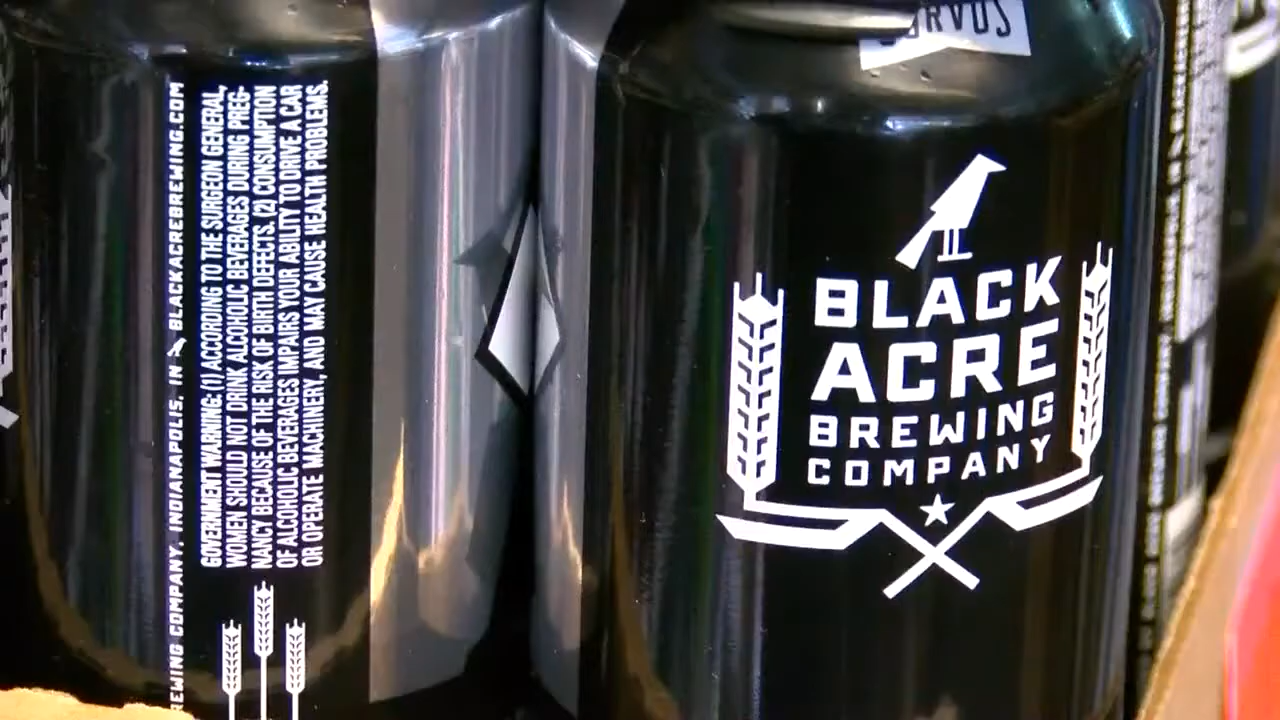 BREWING COMPANY, INDIANAPOLIS, IN BLACKACREBREWING.COM
GOVERNMENT WARNING: (1) ACCORDING TO THE SURGEON GENERAL,
WOMEN SHOULD NOT DRINK ALCOHOLIC BEVERAGES DURING PREG-
NANCY BECAUSE OF THE RISK OF BIRTH DEFECTS. (2) CONSUMPTION
OF ALCOHOLIC BEVERAGES IMPAIRS YOUR ABILITY TO DRIVE A CAR
OR OPERATE MACHINERY, AND MAY CAUSE HEALTH PROBLEMS.
BLACK
ACRE
BREWING
COMPANY